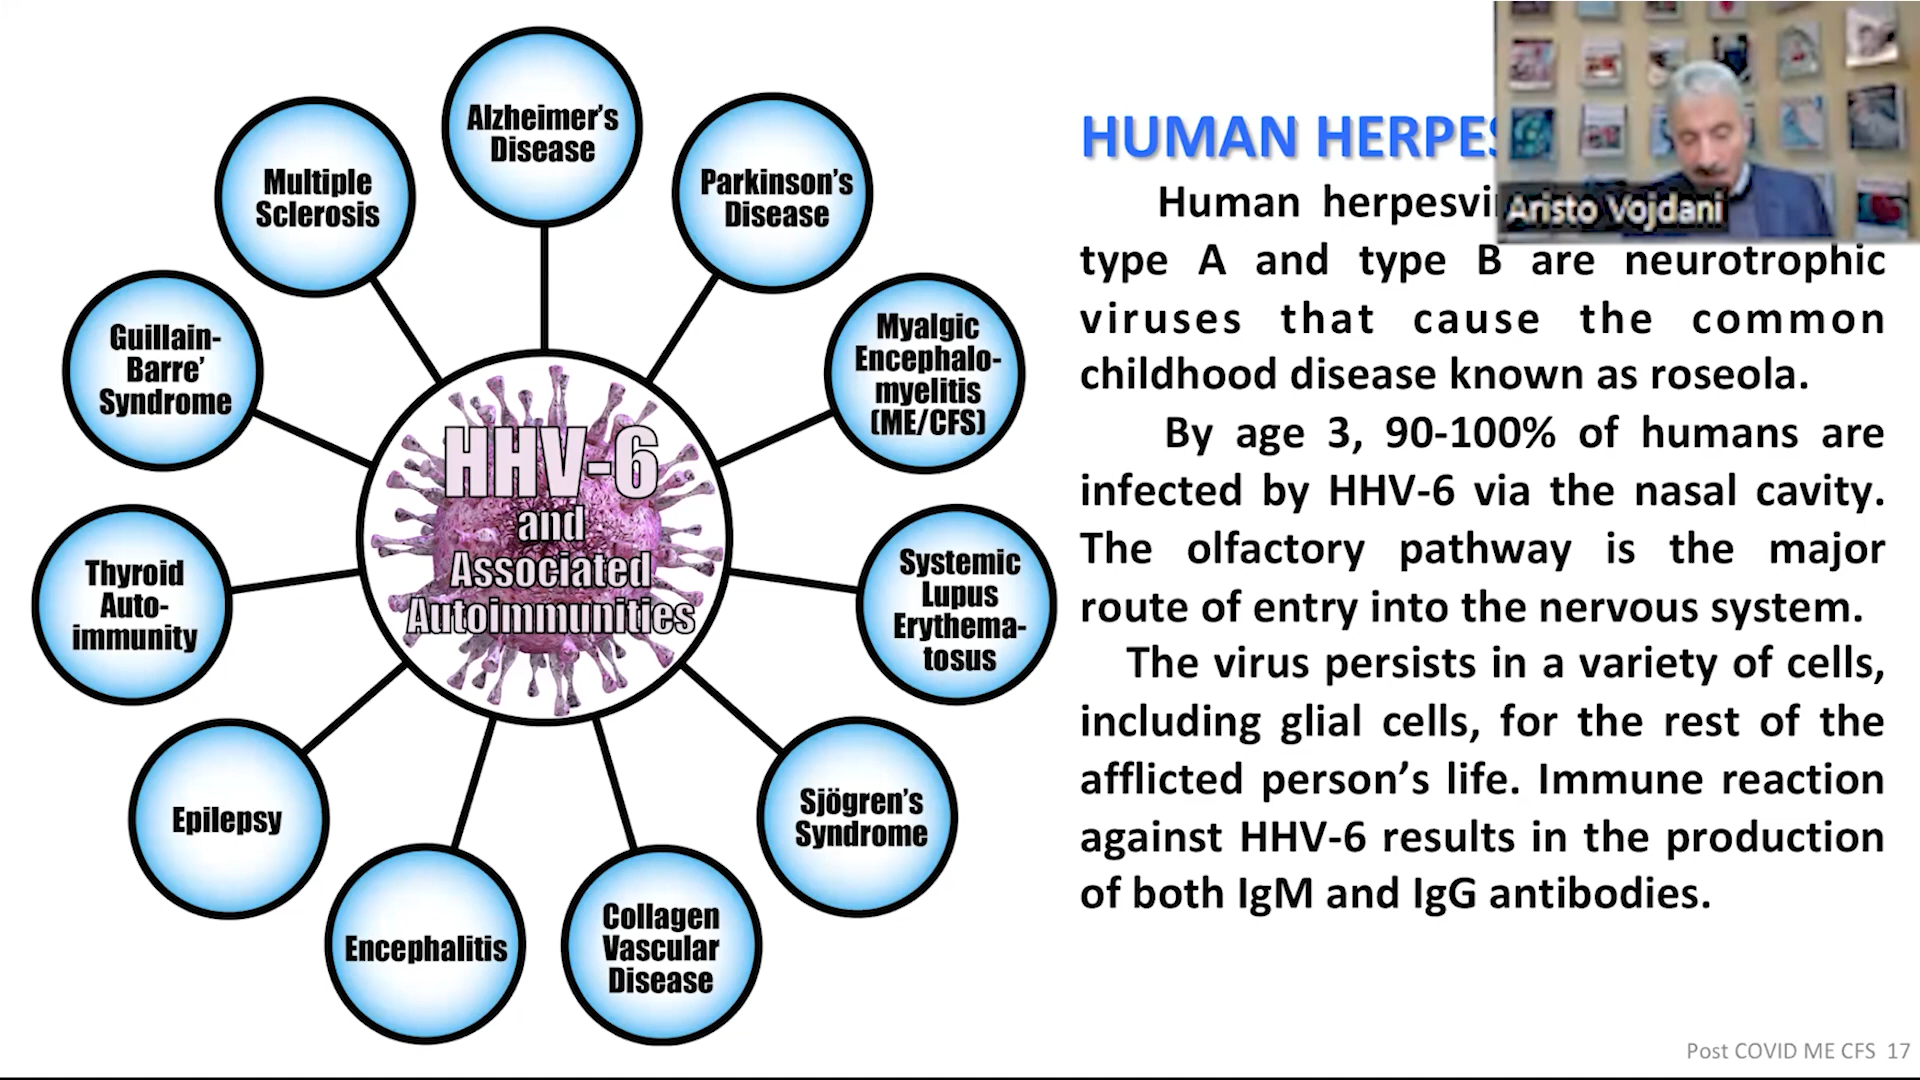 Alzheimer's
Disease
Multiple
Sclerosis
Parkinson's
Disease
Guillain-
Barre'
Syndrome
Myalgic
Encephalo-
myelitis
(ME/CFS)
HHV-6
and
Associated
Autoimmunities
Thyroid
Auto-
immunity
Systemic
Lupus
Erythema-
tosus
Epilepsy
Sjögren's
Syndrome
Encephalitis
Collagen
Vascular
Disease
HUMAN
Human
Aristo Vojdani
type A and type B are neurotrophic
viruses that cause the common
childhood disease known as roseola.
By age 3, 90-100% of humans are
infected by HHV-6 via the nasal cavity.
The olfactory pathway is the major
route of entry into the nervous system.
The virus persists in a variety of cells,
including glial cells, for the rest of the
afflicted person's life. Immune reaction
against HHV-6 results in the production
of both IgM and IgG antibodies.
Post COVID ME CFS 17